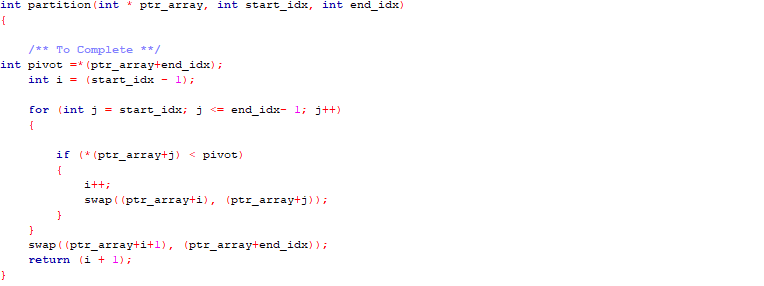 int partition(int * ptr_array, int start_idx, int end_idx)
{
/** To Complete **/
int pivot =*(ptr_array+end_idx);
int i = (start_idx - 1);
for (int j = start_idx; j <= end_idx- 1; j++)
{
if (*(ptr_array+j) < pivot)
{
i++;
swap((ptr_array+i), (ptr_array+j));
}
}
swap((ptr_array+i+1), (ptr_array+end_idx));
return (i + 1);
}